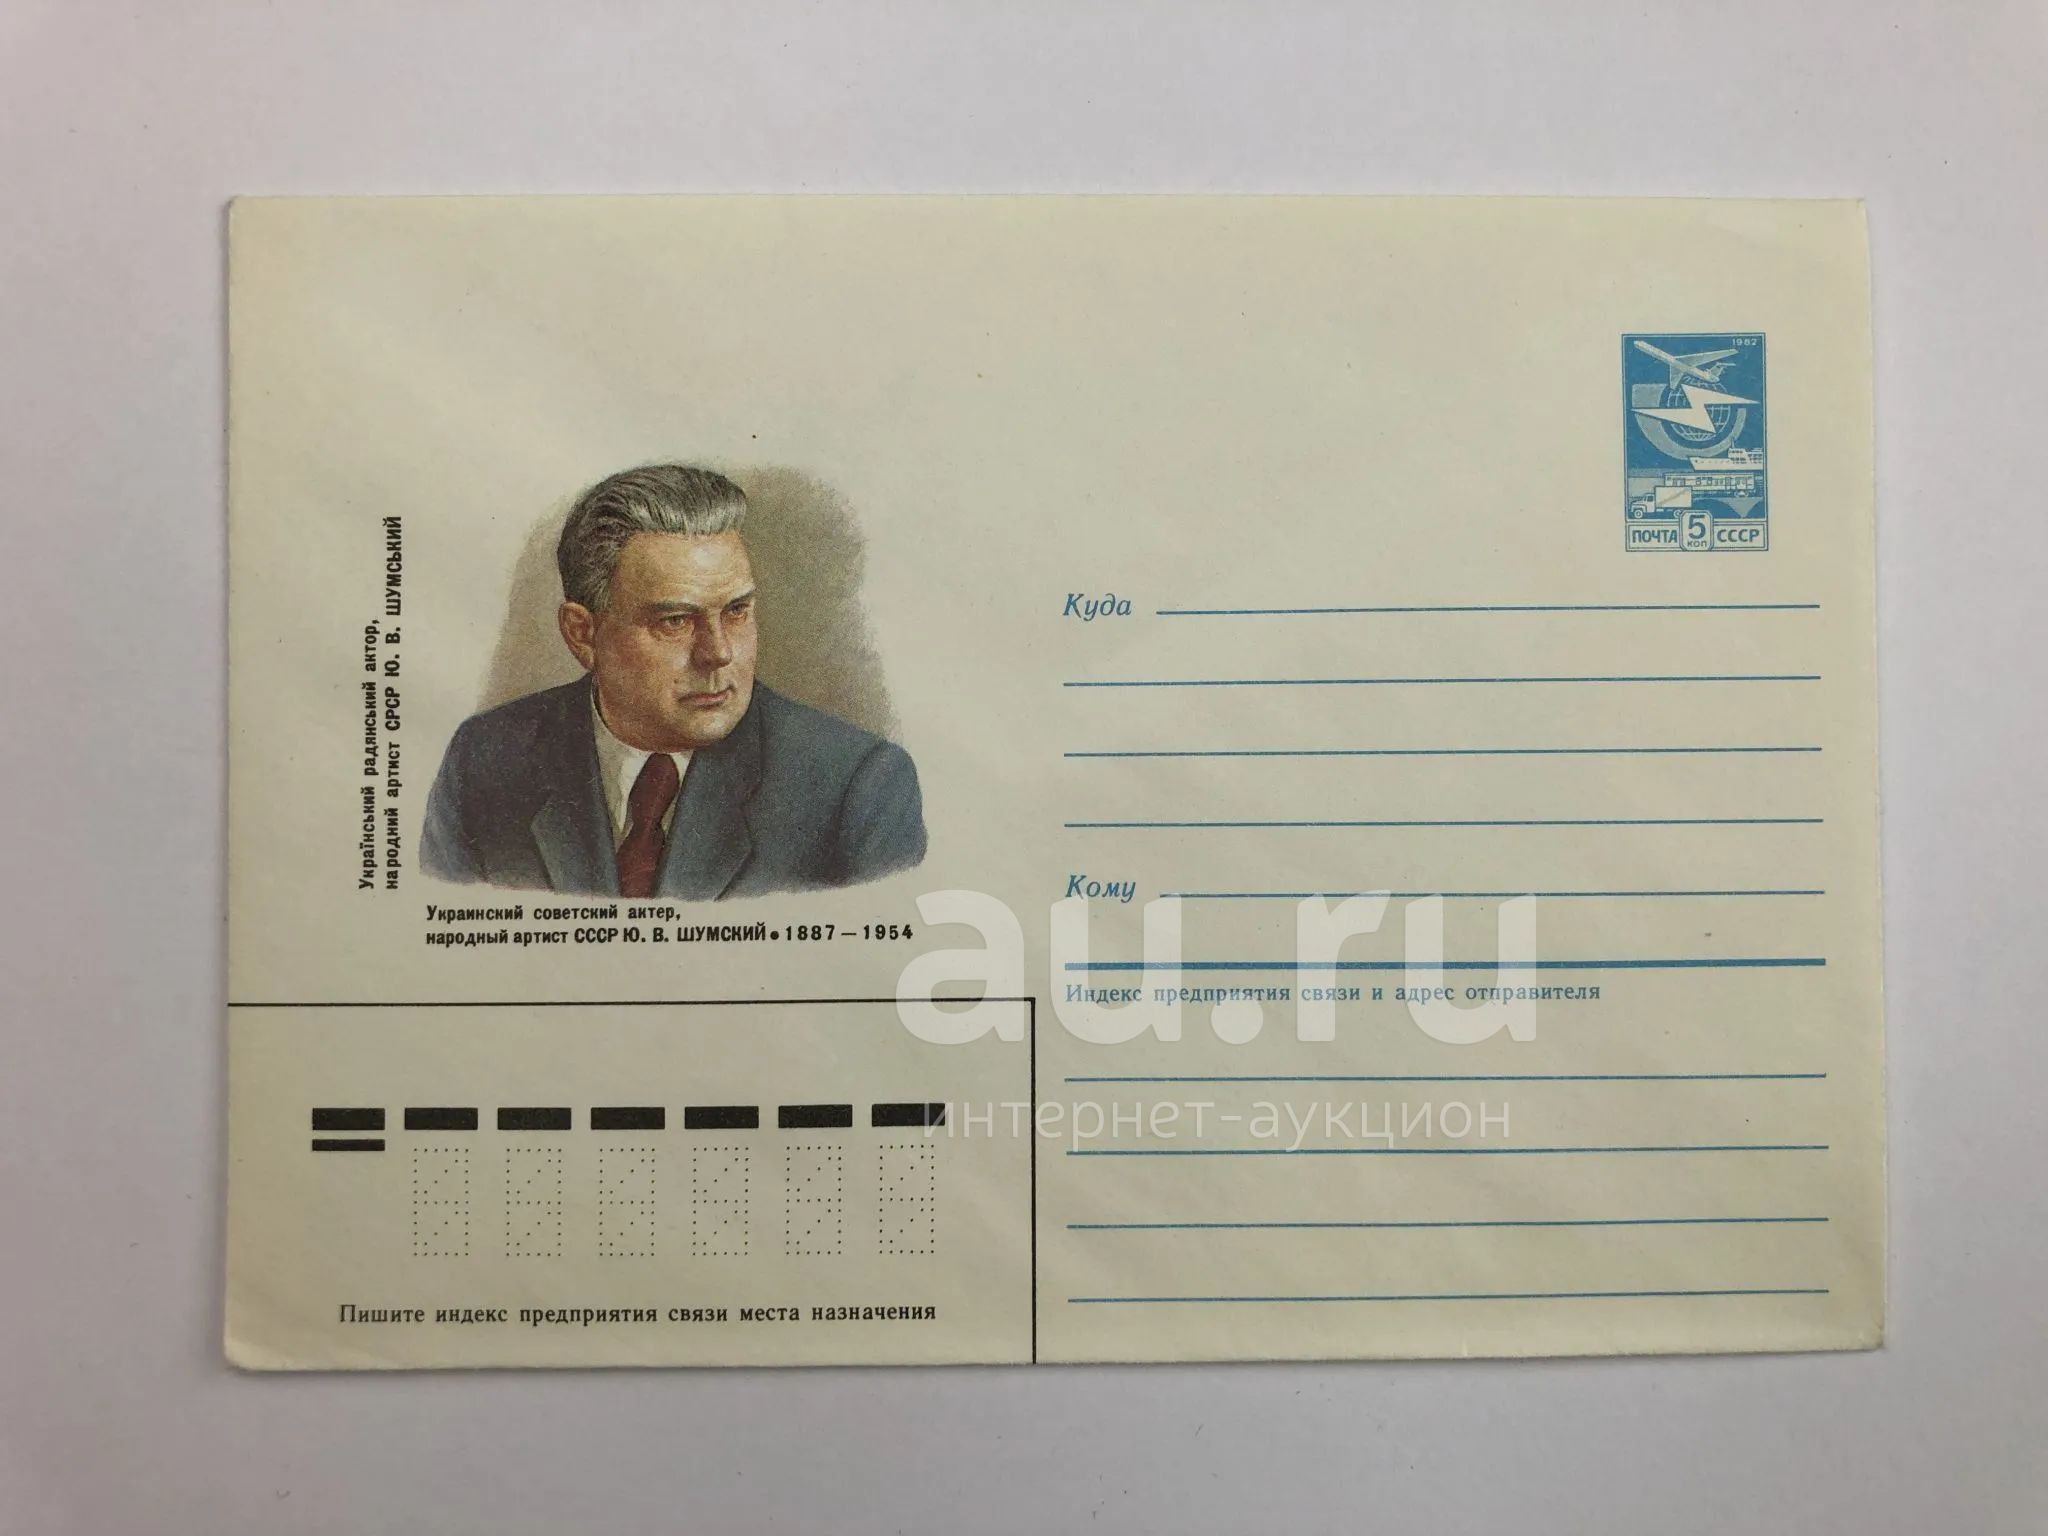 Український радянський актор,
народний артист СРСР Ю. В. ШУМСЬКИЙ
Украинский советский актер,
народный артист СССР Ю. В. ШУМСКИЙ • 1887 — 1954
1982
ПОЧТА 5 КОП СССР
Куда
Кому
Индекс предприятия связи и адрес отправителя
Пишите индекс предприятия связи места назначения
au.ru
интернет-аукцион